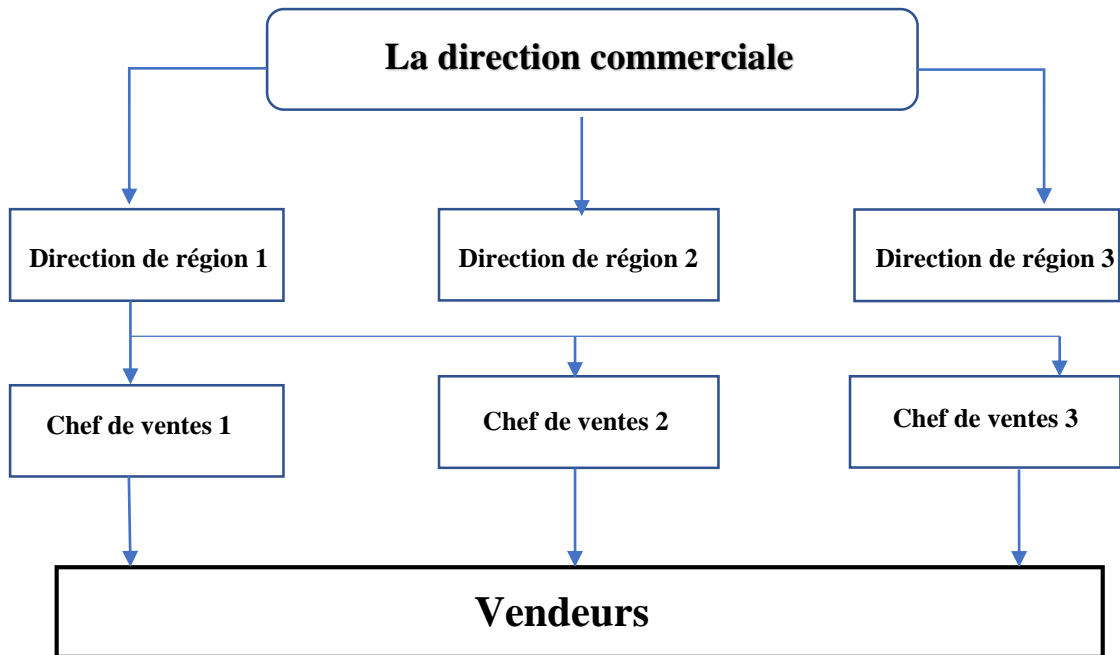 La direction commerciale
Direction de région 1
Direction de région 2
Direction de région 3
Chef de ventes 1
Chef de ventes 2
Chef de ventes 3
Vendeurs